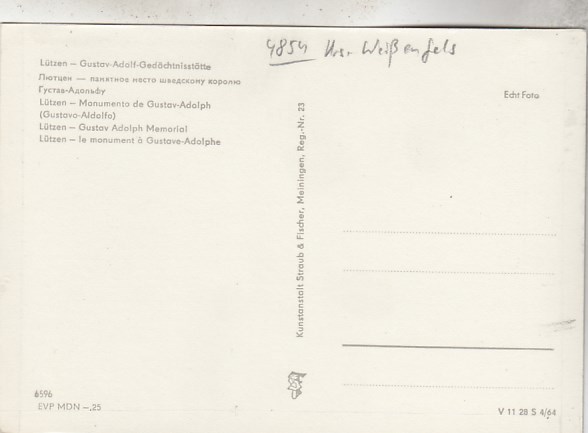 4854 Krs. Weißenfels
Lützen – Gustav-Adolf-Gedächtnisstätte
Лютцен — памятное место шведскому королю
Густав-Адольфу
Lützen – Monumento de Gustav-Adolph
(Gustavo-Aldolfo)
Lützen – Gustav Adolph Memorial
Lützen – le monument à Gustave-Adolphe
Echt Foto
Kunstanstalt Straub & Fischer, Meiningen, Reg.-Nr. 23
6596
EVP MDN –,25
V 11 28 S 4/64